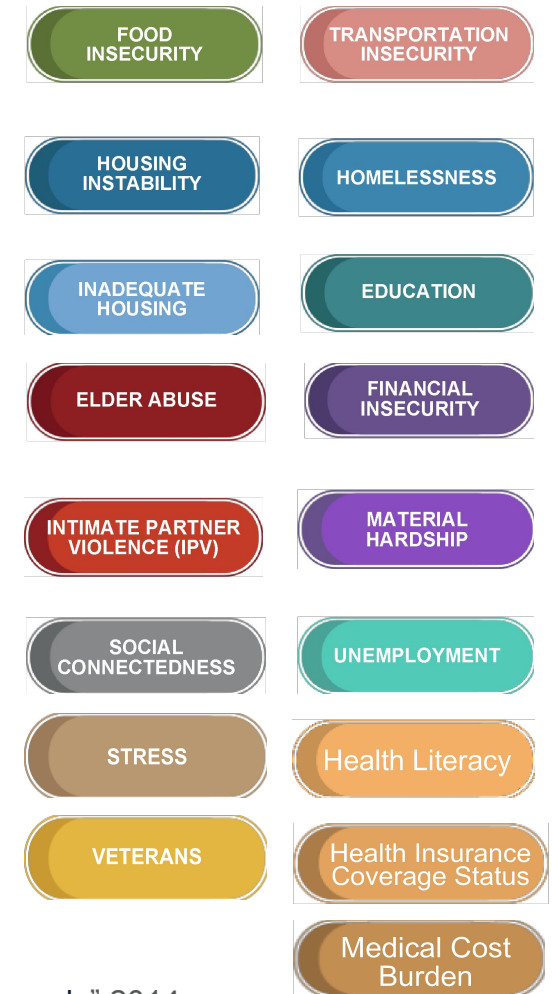 FOOD
INSECURITY
TRANSPORTATION
INSECURITY
HOUSING
INSTABILITY
HOMELESSNESS
INADEQUATE
HOUSING
EDUCATION
ELDER ABUSE
FINANCIAL
INSECURITY
INTIMATE PARTNER
VIOLENCE (IPV)
MATERIAL
HARDSHIP
SOCIAL
CONNECTEDNESS
UNEMPLOYMENT
STRESS
Health Literacy
VETERANS
Health Insurance
Coverage Status
Medical Cost
Burden